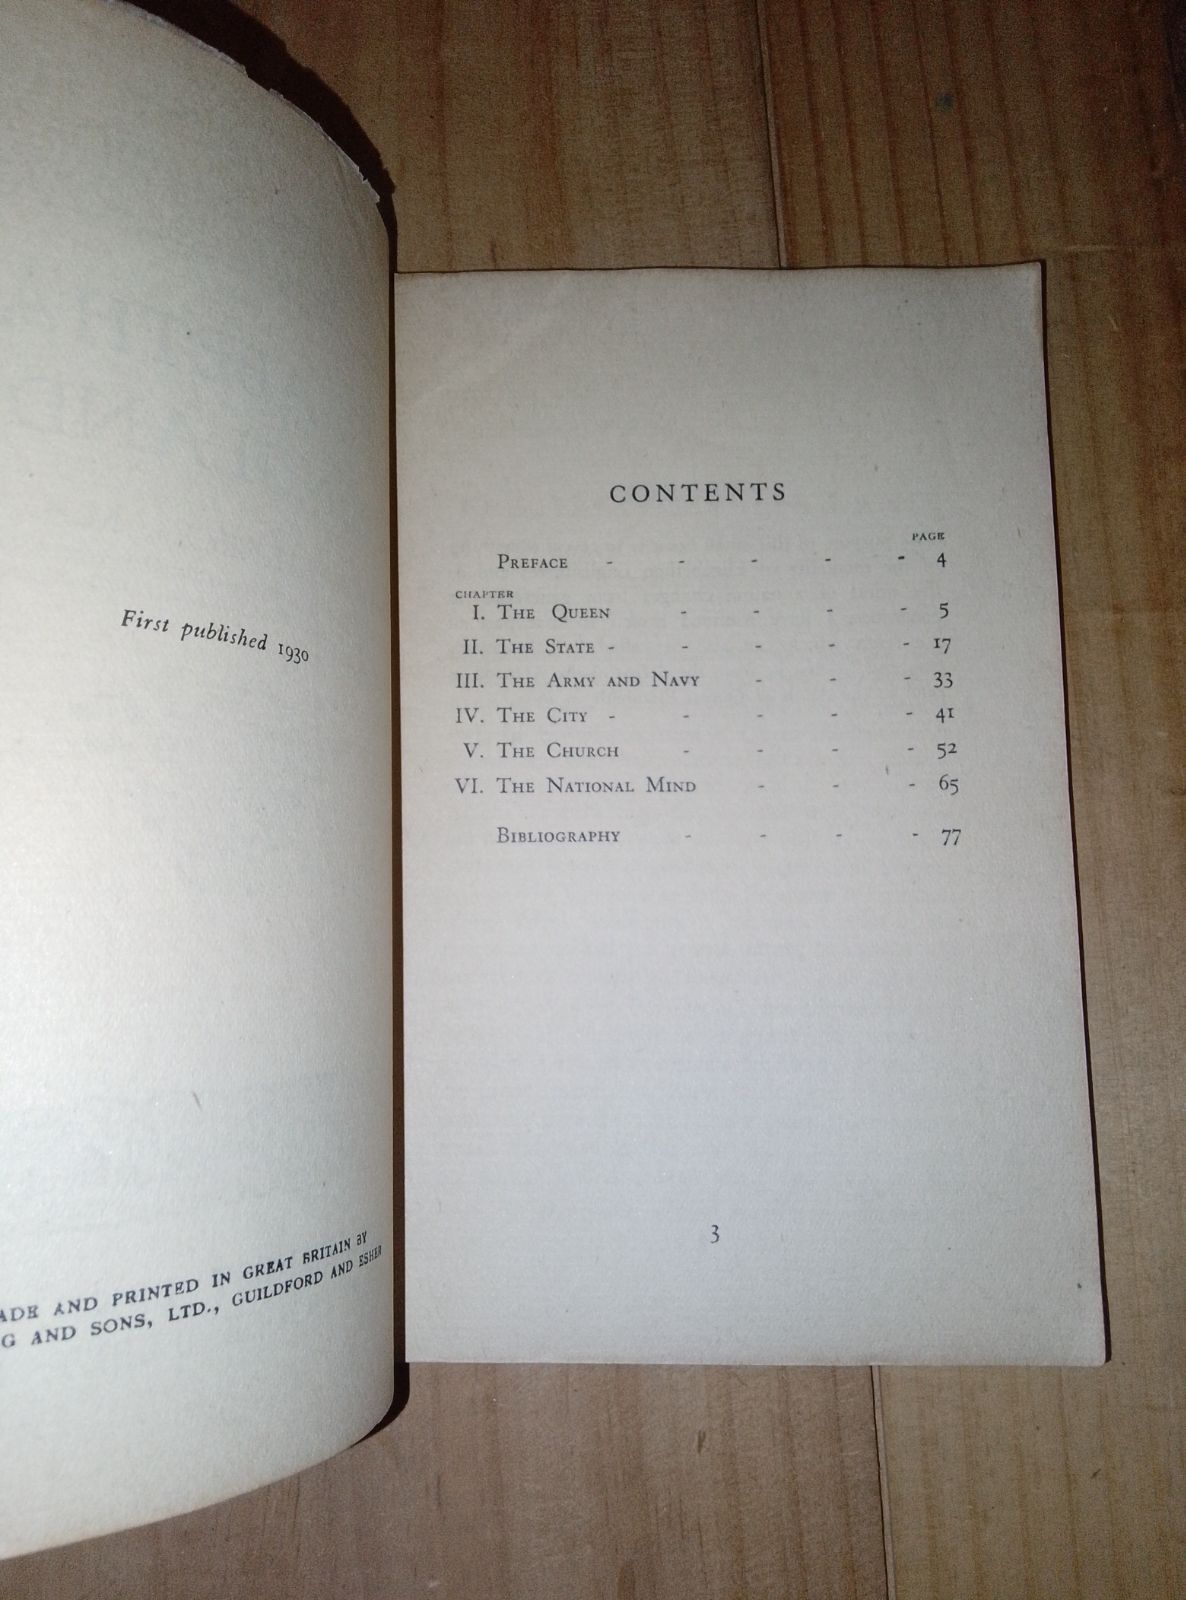 First published 1930
AND PRINTED IN GREAT BRITAIN BY
AND SONS, LTD., GUILDFORD AND ESHER
CONTENTS
PAGE
PREFACE - - - - - 4
CHAPTER
I. THE QUEEN - - - - 5
II. THE STATE - - - - - 17
III. THE ARMY AND NAVY - - - 33
IV. THE CITY - - - - - 41
V. THE CHURCH - - - - 52
VI. THE NATIONAL MIND - - - 65
BIBLIOGRAPHY - - - - 77
3